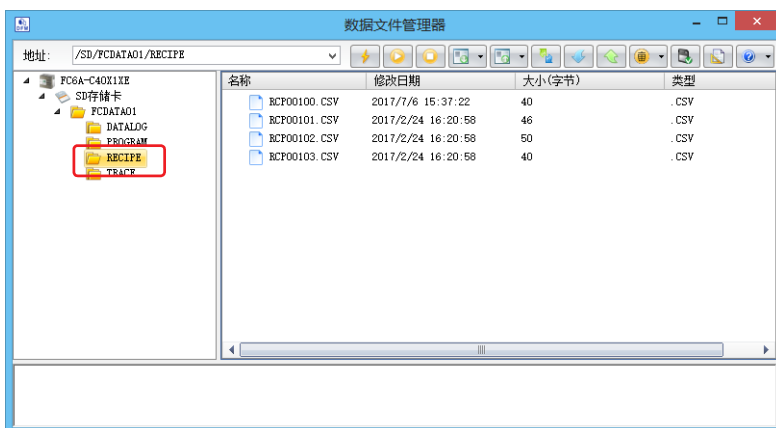 数据文件管理器
地址: /SD/FCDATA01/RECIPE
FC6A-C40X1XE
SD存储卡
FCDATA01
DATALOG
PROGRAM
RECIPE
TRACE
名称 修改日期 大小(字节) 类型
RCP00100.CSV 2017/7/6 15:37:22 40 .CSV
RCP00101.CSV 2017/2/24 16:20:58 46 .CSV
RCP00102.CSV 2017/2/24 16:20:58 50 .CSV
RCP00103.CSV 2017/2/24 16:20:58 40 .CSV